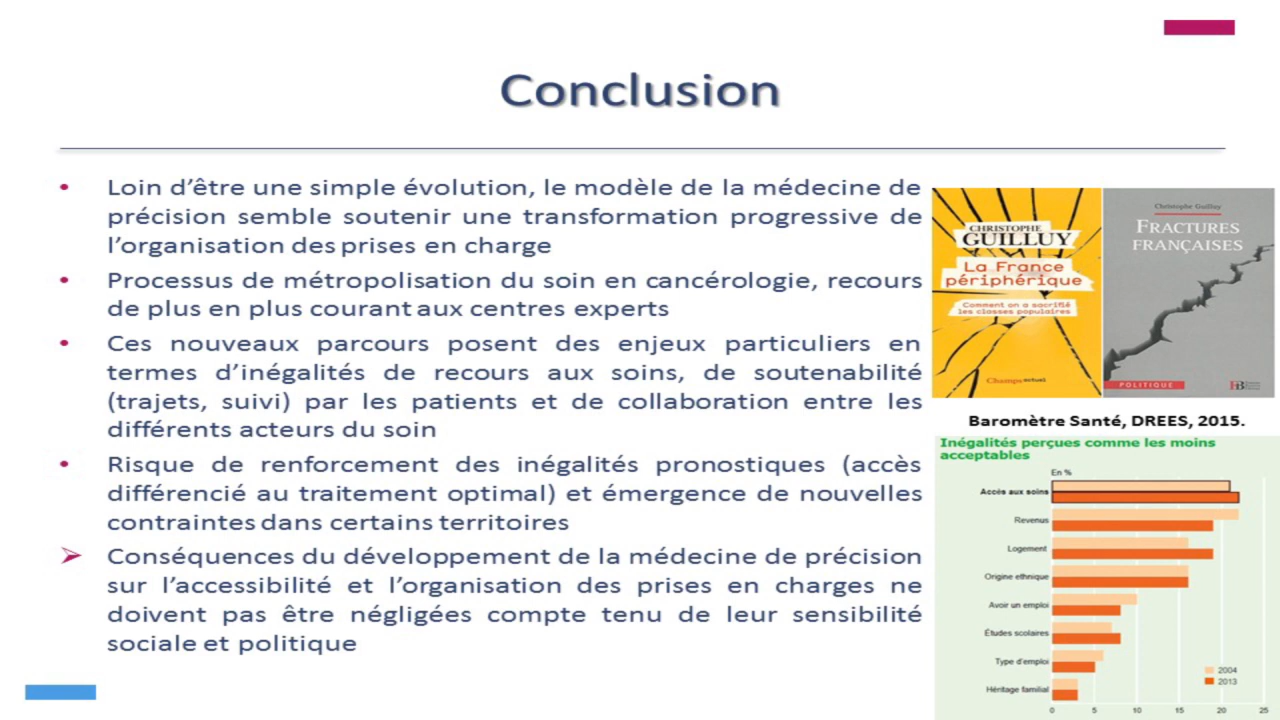 Conclusion
• Loin d’être une simple évolution, le modèle de la médecine de
précision semble soutenir une transformation progressive de
l’organisation des prises en charge
• Processus de métropolisation du soin en cancérologie, recours
de plus en plus courant aux centres experts
• Ces nouveaux parcours posent des enjeux particuliers en
termes d’inégalités de recours aux soins, de soutenabilité
(trajets, suivi) par les patients et de collaboration entre les
différents acteurs du soin
• Risque de renforcement des inégalités pronostiques (accès
différencié au traitement optimal) et émergence de nouvelles
contraintes dans certains territoires
➢ Conséquences du développement de la médecine de précision
sur l’accessibilité et l’organisation des prises en charges ne
doivent pas être négligées compte tenu de leur sensibilité
sociale et politique
CHRISTOPHE
GUILLUY
La France
périphérique
Comment on a sacrifié
les classes populaires
Champs actuel
Christophe Guilluy
FRACTURES
FRANÇAISES
POLITIQUE
Baromètre Santé, DREES, 2015.
Inégalités perçues comme les moins
acceptables
En %
Accès aux soins
Revenus
Logement
Origine ethnique
Avoir un emploi
Études scolaires
Type d'emploi
Héritage familial
2004
2013
0 5 10 15 20 25